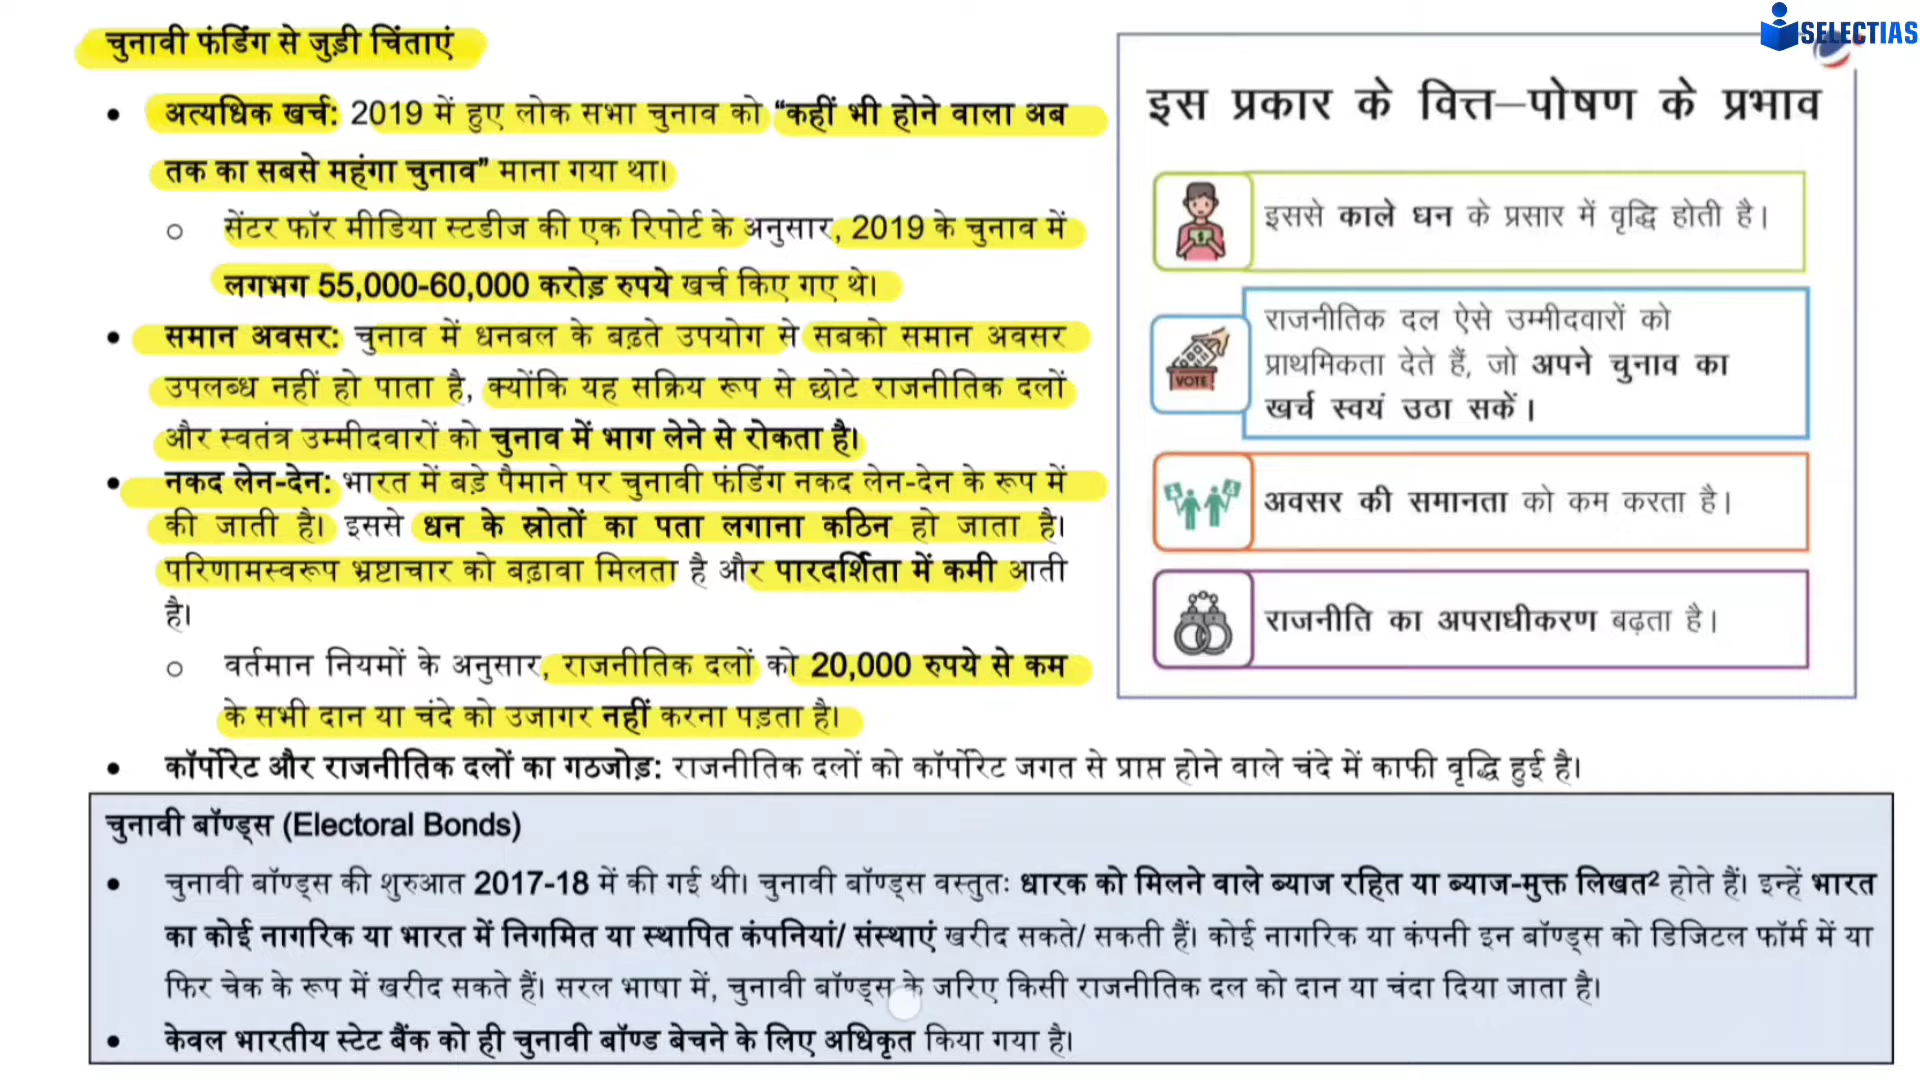 चुनावी फंडिंग से जुड़ी चिंताएं
• अत्यधिक खर्च: 2019 में हुए लोक सभा चुनाव को “कहीं भी होने वाला अब
तक का सबसे महंगा चुनाव” माना गया था।
○ सेंटर फॉर मीडिया स्टडीज की एक रिपोर्ट के अनुसार, 2019 के चुनाव में
लगभग 55,000-60,000 करोड़ रुपये खर्च किए गए थे।
• समान अवसर: चुनाव में धनबल के बढ़ते उपयोग से सबको समान अवसर
उपलब्ध नहीं हो पाता है, क्योंकि यह सक्रिय रूप से छोटे राजनीतिक दलों
और स्वतंत्र उम्मीदवारों को चुनाव में भाग लेने से रोकता है।
• नकद लेन-देन: भारत में बड़े पैमाने पर चुनावी फंडिंग नकद लेन-देन के रूप में
की जाती है। इससे धन के स्रोतों का पता लगाना कठिन हो जाता है।
परिणामस्वरूप भ्रष्टाचार को बढ़ावा मिलता है और पारदर्शिता में कमी आती
है।
○ वर्तमान नियमों के अनुसार, राजनीतिक दलों को 20,000 रुपये से कम
के सभी दान या चंदे को उजागर नहीं करना पड़ता है।
• कॉर्पोरेट और राजनीतिक दलों का गठजोड़: राजनीतिक दलों को कॉर्पोरेट जगत से प्राप्त होने वाले चंदे में काफी वृद्धि हुई है।
SELECTIAS
इस प्रकार के वित्त–पोषण के प्रभाव
इससे काले धन के प्रसार में वृद्धि होती है।
VOTE
राजनीतिक दल ऐसे उम्मीदवारों को
प्राथमिकता देते हैं, जो अपने चुनाव का
खर्च स्वयं उठा सकें।
अवसर की समानता को कम करता है।
राजनीति का अपराधीकरण बढ़ता है।
चुनावी बॉण्ड्स (Electoral Bonds)
• चुनावी बॉण्ड्स की शुरुआत 2017-18 में की गई थी। चुनावी बॉण्ड्स वस्तुतः धारक को मिलने वाले ब्याज रहित या ब्याज-मुक्त लिखत² होते हैं। इन्हें भारत
का कोई नागरिक या भारत में निगमित या स्थापित कंपनियां/ संस्थाएं खरीद सकते/ सकती हैं। कोई नागरिक या कंपनी इन बॉण्ड्स को डिजिटल फॉर्म में या
फिर चेक के रूप में खरीद सकते हैं। सरल भाषा में, चुनावी बॉण्ड्स के जरिए किसी राजनीतिक दल को दान या चंदा दिया जाता है।
• केवल भारतीय स्टेट बैंक को ही चुनावी बॉण्ड बेचने के लिए अधिकृत किया गया है।